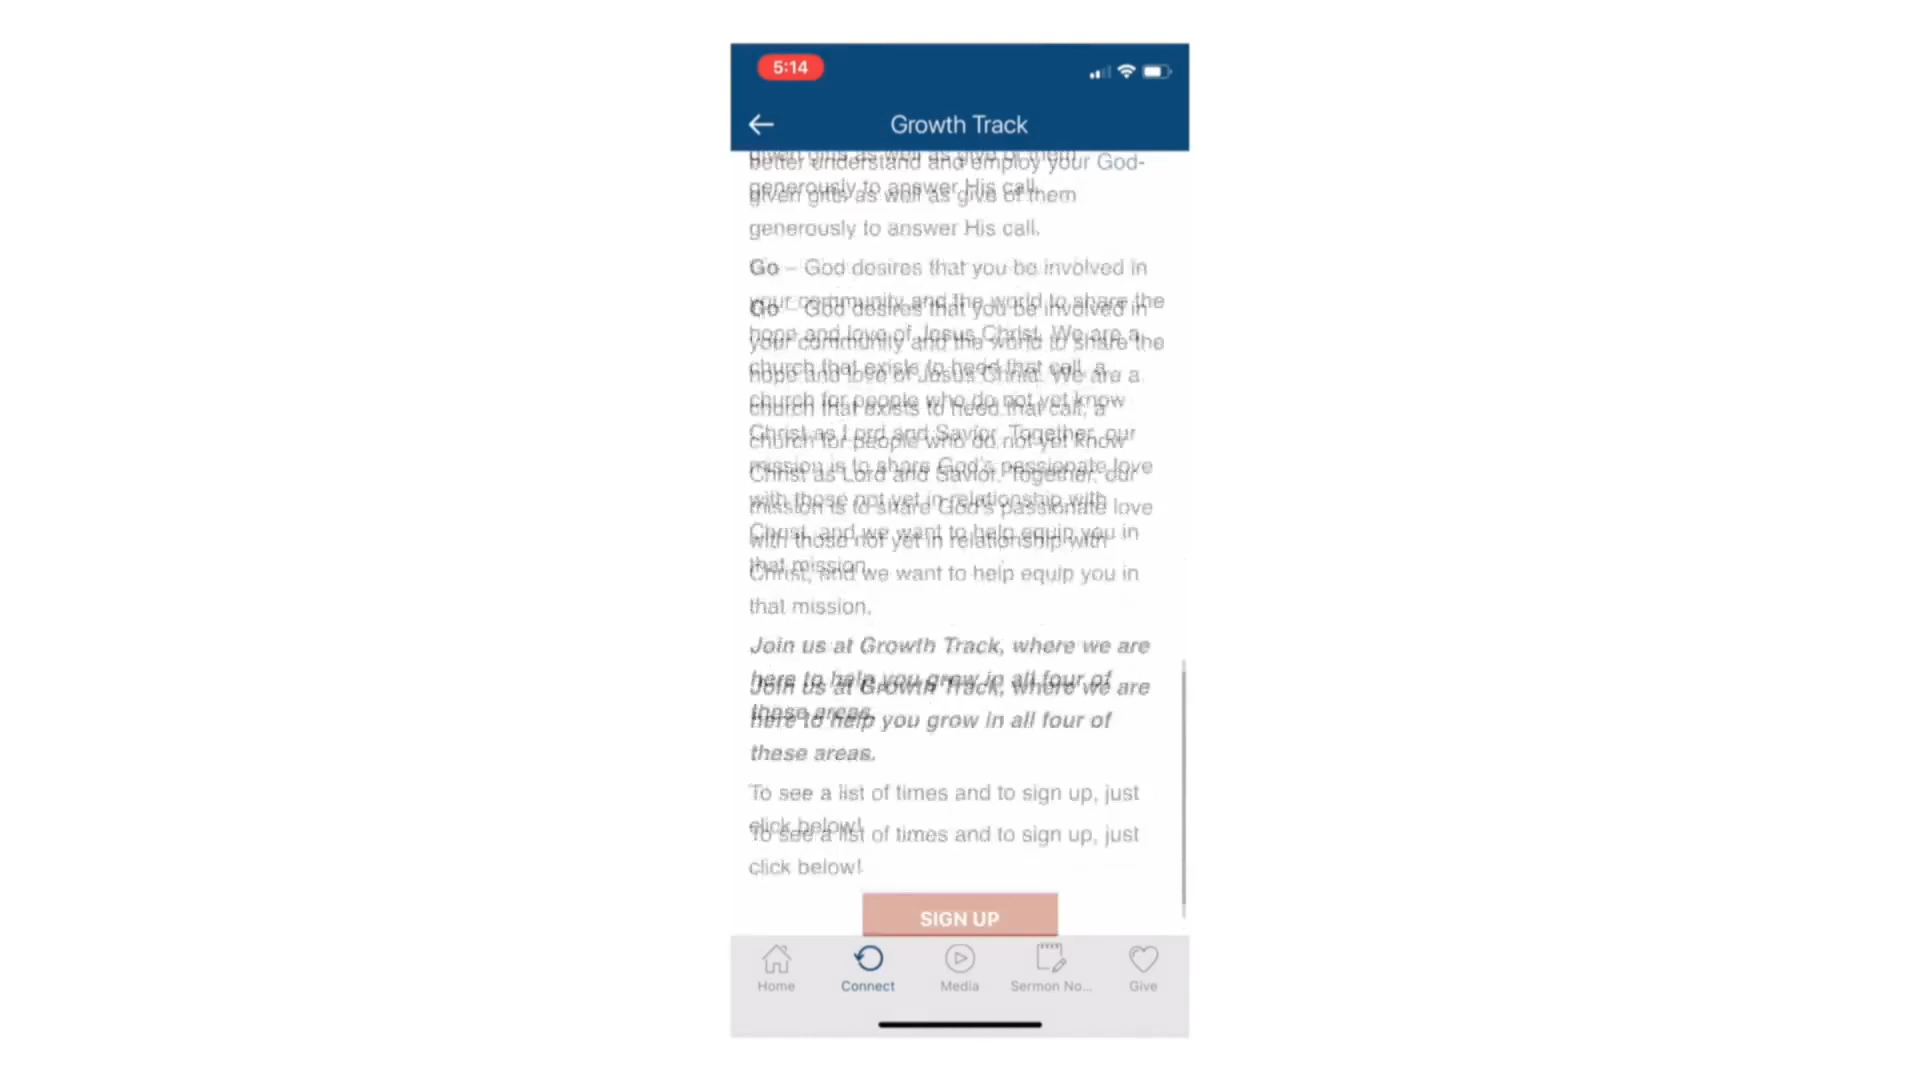 5:14
Growth Track
better understand and employ your God-
given gifts as well as give of them
generously to answer His call.
Go – God desires that you be involved in
your community and the world to share the
hope and love of Jesus Christ. We are a
church that exists to heed that call, a
church for people who do not yet know
Christ as Lord and Savior. Together, our
mission is to share God's passionate love
with those not yet in relationship with
Christ, and we want to help equip you in
that mission.
Join us at Growth Track, where we are
here to help you grow in all four of
these areas.
To see a list of times and to sign up, just
click below!
SIGN UP
Home
Connect
Media
Sermon No...
Give